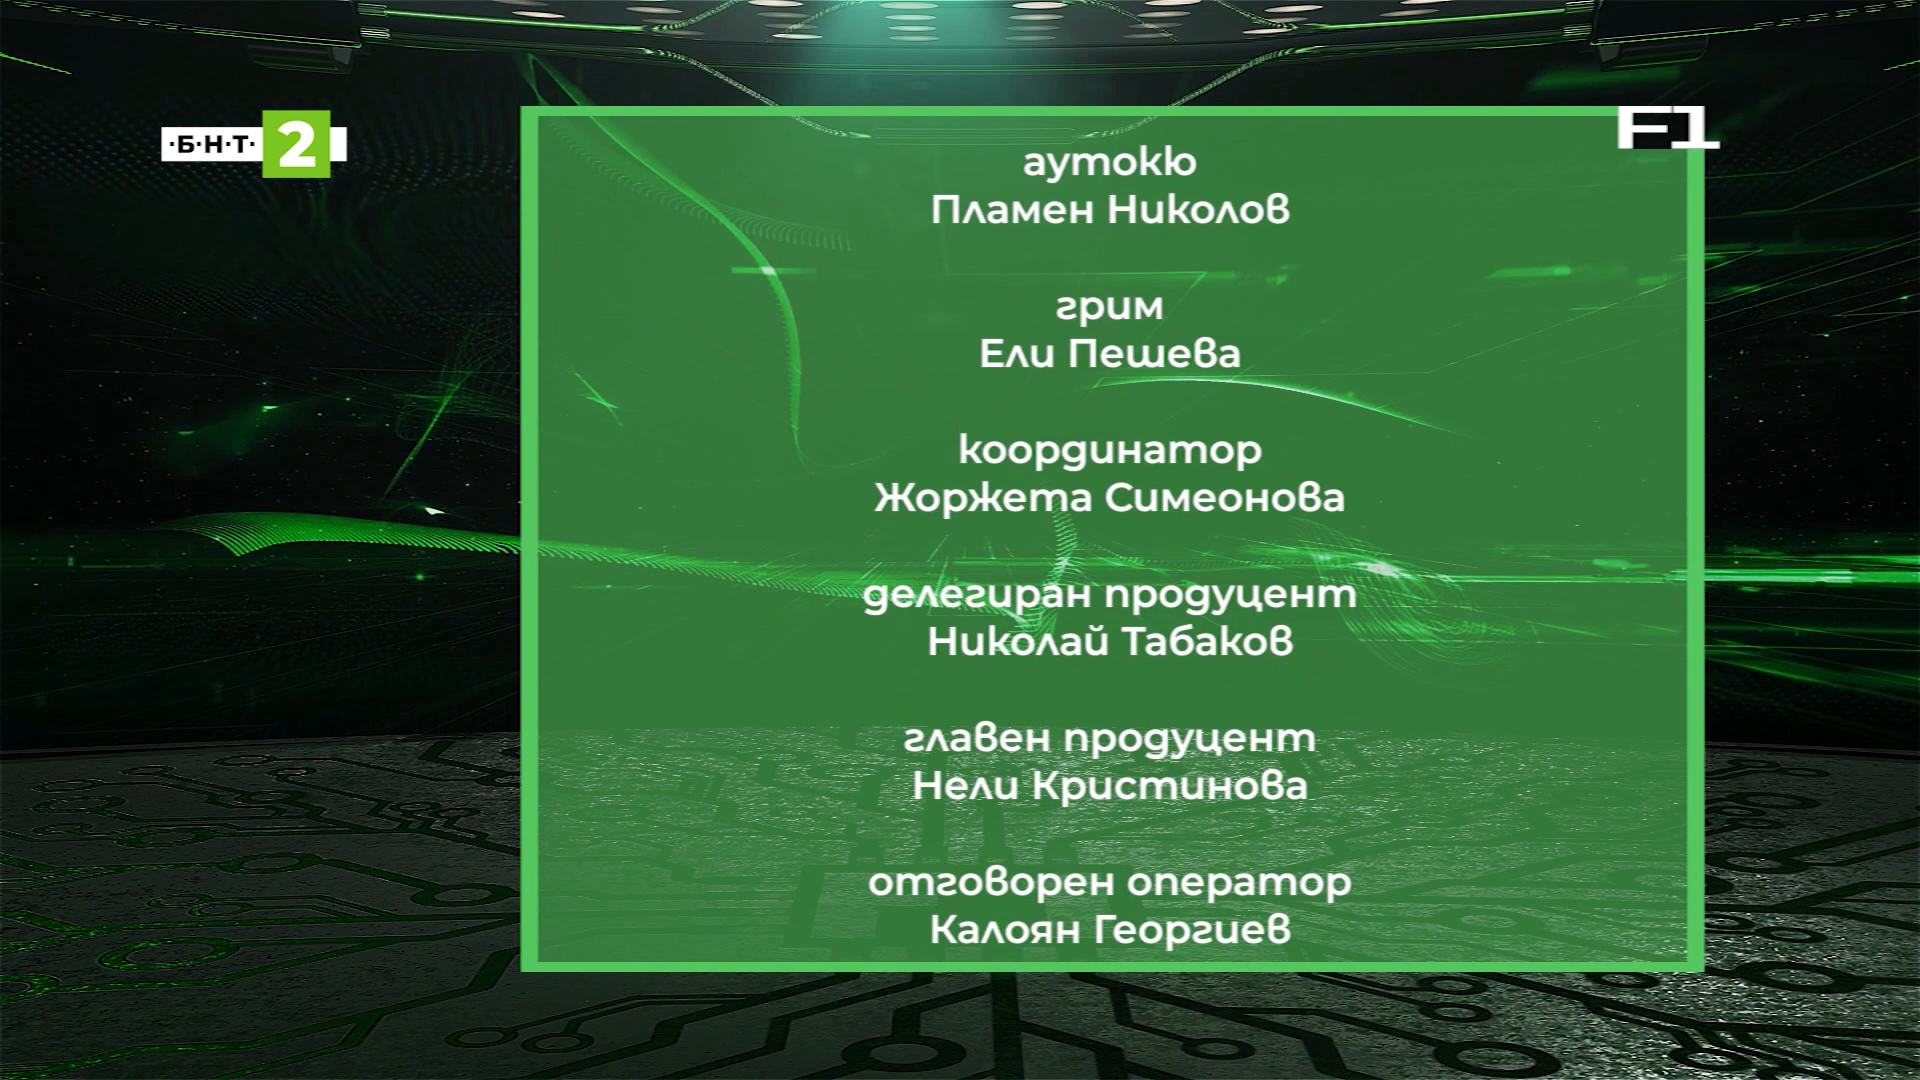 ·Б·Н·Т· 2
F1
аутокю
Пламен Николов
грим
Ели Пешева
координатор
Жоржета Симеонова
делегиран продуцент
Николай Табаков
главен продуцент
Нели Кристинова
отговорен оператор
Калоян Георгиев